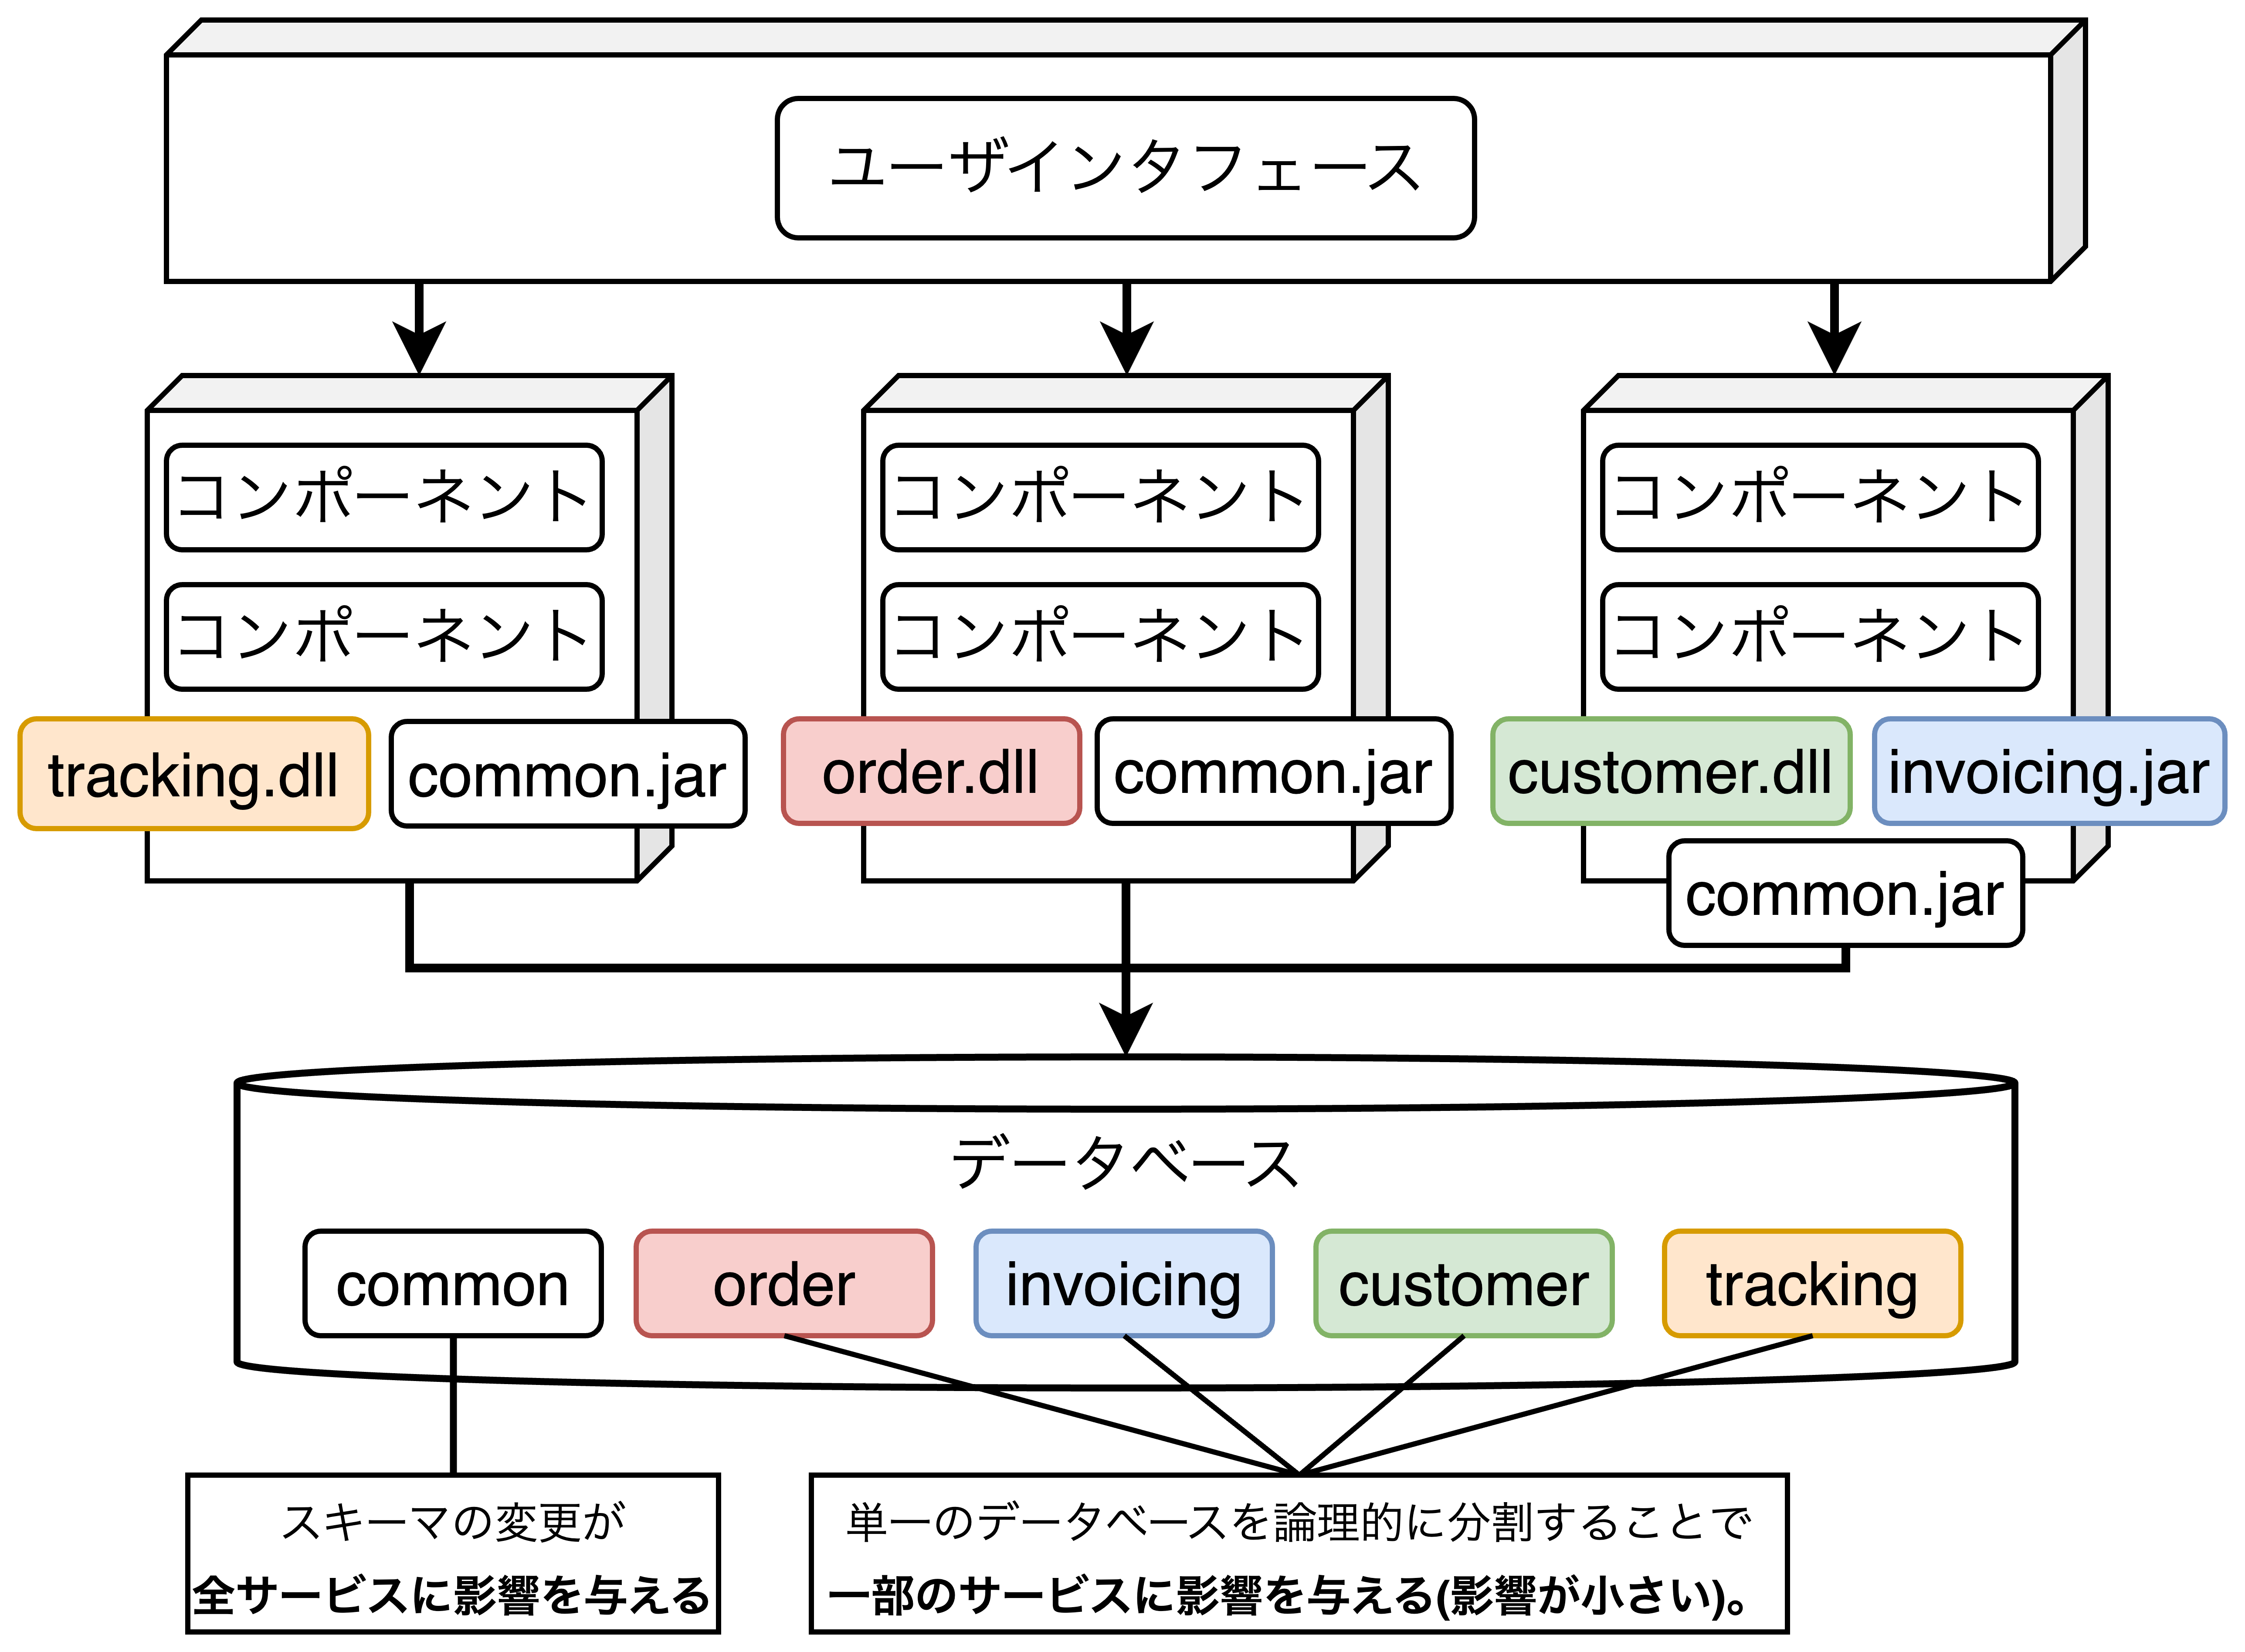 ユーザインタフェース
コンポーネント
コンポーネント
tracking.dll
common.jar
コンポーネント
コンポーネント
order.dll
common.jar
コンポーネント
コンポーネント
customer.dll
invoicing.jar
common.jar
データベース
common
order
invoicing
customer
tracking
スキーマの変更が
全サービスに影響を与える
単一のデータベースを論理的に分割することで
一部のサービスに影響を与える(影響が小さい)。